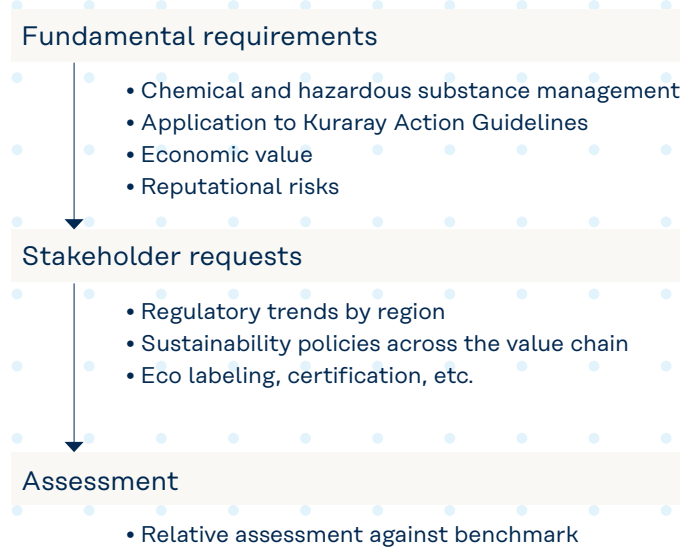 Fundamental requirements
• Chemical and hazardous substance management
• Application to Kuraray Action Guidelines
• Economic value
• Reputational risks
Stakeholder requests
• Regulatory trends by region
• Sustainability policies across the value chain
• Eco labeling, certification, etc.
Assessment
• Relative assessment against benchmark